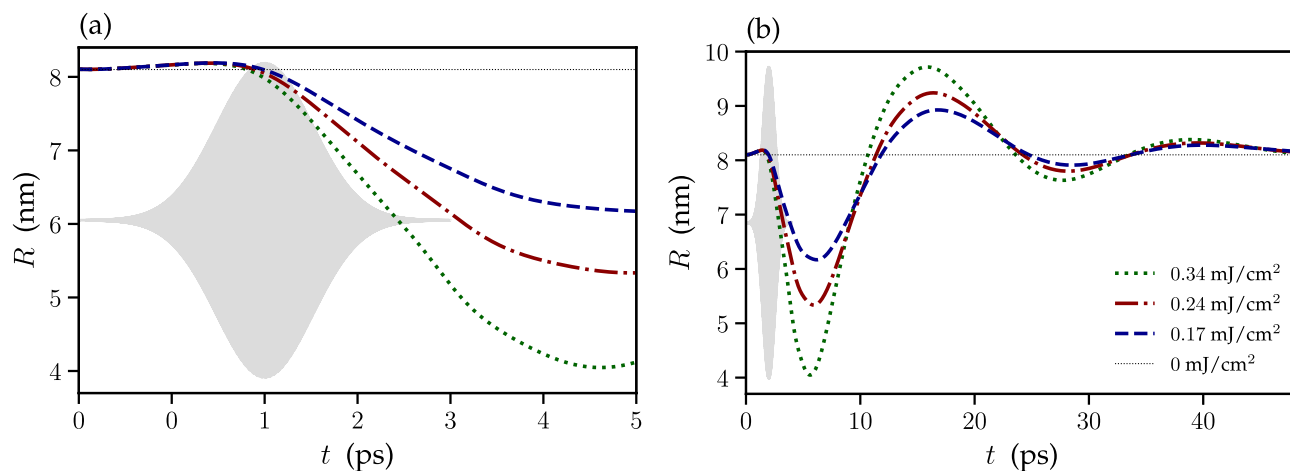 (a)
R (nm)
8
7
6
5
4
0 0 1 2 3 4 5
t (ps)
(b)
R (nm)
10
9
8
7
6
5
4
0.34 mJ/cm²
0.24 mJ/cm²
0.17 mJ/cm²
0 mJ/cm²
0 10 20 30 40
t (ps)